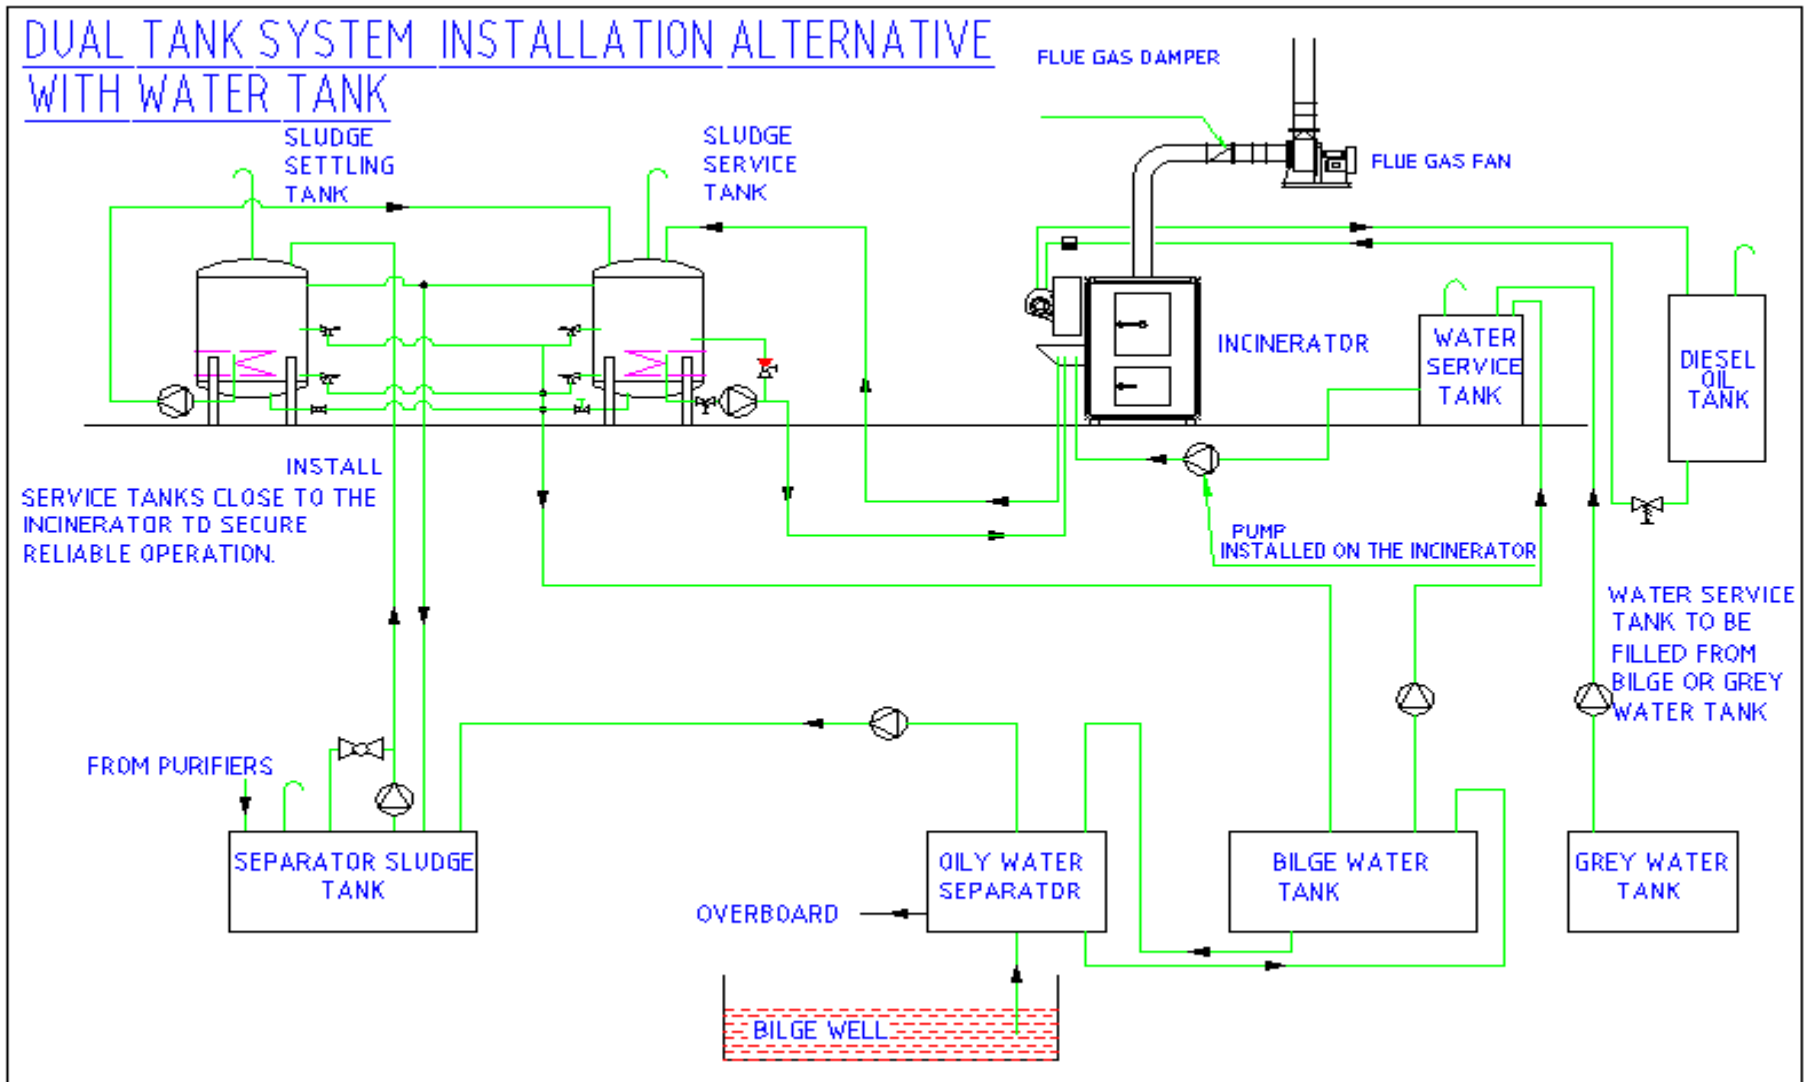 DUAL TANK SYSTEM INSTALLATION ALTERNATIVE
WITH WATER TANK
SLUDGE
SETTLING
TANK
SLUDGE
SERVICE
TANK
FLUE GAS DAMPER
FLUE GAS FAN
INCINERATOR
WATER
SERVICE
TANK
DIESEL
OIL
TANK
INSTALL
SERVICE TANKS CLOSE TO THE
INCINERATOR TO SECURE
RELIABLE OPERATION.
PUMP
INSTALLED ON THE INCINERATOR
WATER SERVICE
TANK TO BE
FILLED FROM
BILGE OR GREY
WATER TANK
FROM PURIFIERS
SEPARATOR SLUDGE
TANK
OILY WATER
SEPARATOR
OVERBOARD
BILGE WATER
TANK
GREY WATER
TANK
BILGE WELL